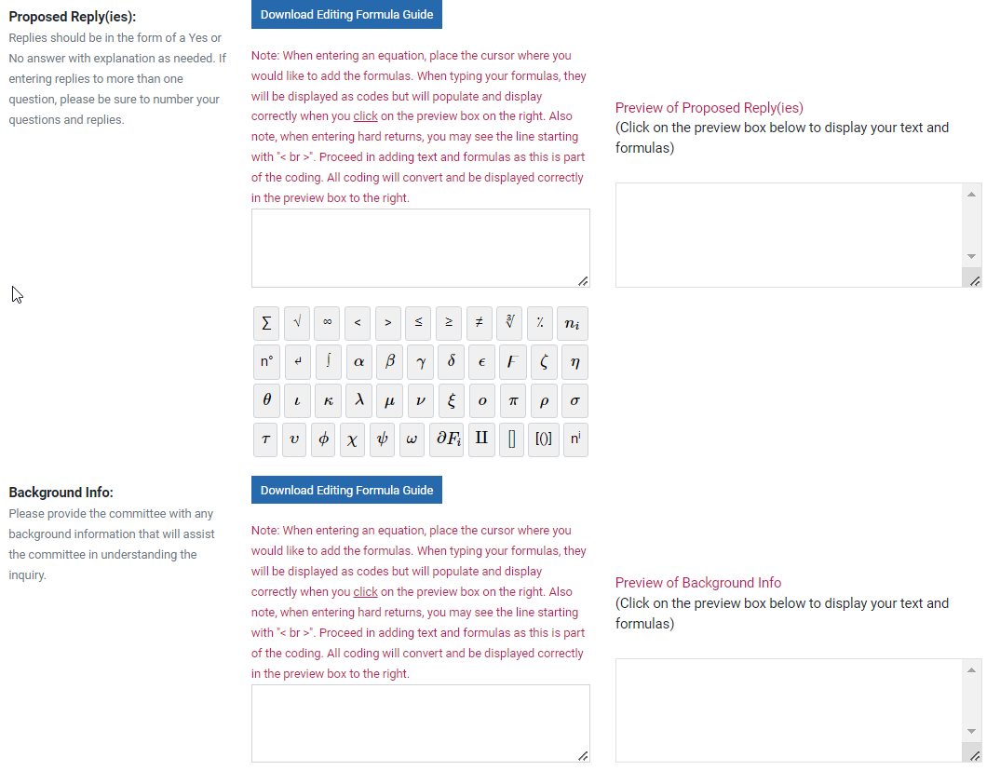 Proposed Reply(ies):
Replies should be in the form of a Yes or
No answer with explanation as needed. If
entering replies to more than one
question, please be sure to number your
questions and replies.
Download Editing Formula Guide
Note: When entering an equation, place the cursor where you
would like to add the formulas. When typing your formulas, they
will be displayed as codes but will populate and display
correctly when you click on the preview box on the right. Also
note, when entering hard returns, you may see the line starting
with "< br >". Proceed in adding text and formulas as this is part
of the coding. All coding will convert and be displayed correctly
in the preview box to the right.
Preview of Proposed Reply(ies)
(Click on the preview box below to display your text and
formulas)
∑ √ ∞ < > ≤ ≥ ≠ ∛ ⁒ nᵢ
n° ↵ ∫ α β γ δ ϵ F ζ η
θ ι κ λ μ ν ξ o π ρ σ
τ υ ϕ χ ψ ω ∂Fᵢ II [] [()] nⁱ
Background Info:
Please provide the committee with any
background information that will assist
the committee in understanding the
inquiry.
Download Editing Formula Guide
Note: When entering an equation, place the cursor where you
would like to add the formulas. When typing your formulas, they
will be displayed as codes but will populate and display
correctly when you click on the preview box on the right. Also
note, when entering hard returns, you may see the line starting
with "< br >". Proceed in adding text and formulas as this is part
of the coding. All coding will convert and be displayed correctly
in the preview box to the right.
Preview of Background Info
(Click on the preview box below to display your text and
formulas)